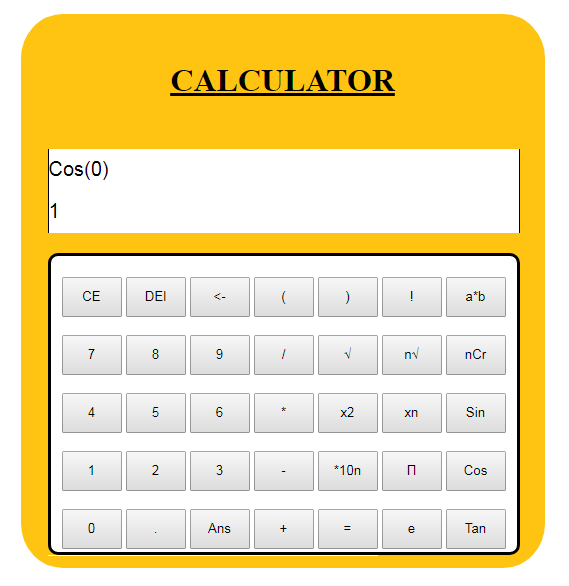 CALCULATOR
Cos(0)
1
CE DEl <- ( ) ! a*b
7 8 9 / √ n√ nCr
4 5 6 * x2 xn Sin
1 2 3 - *10n Π Cos
0 . Ans + = e Tan